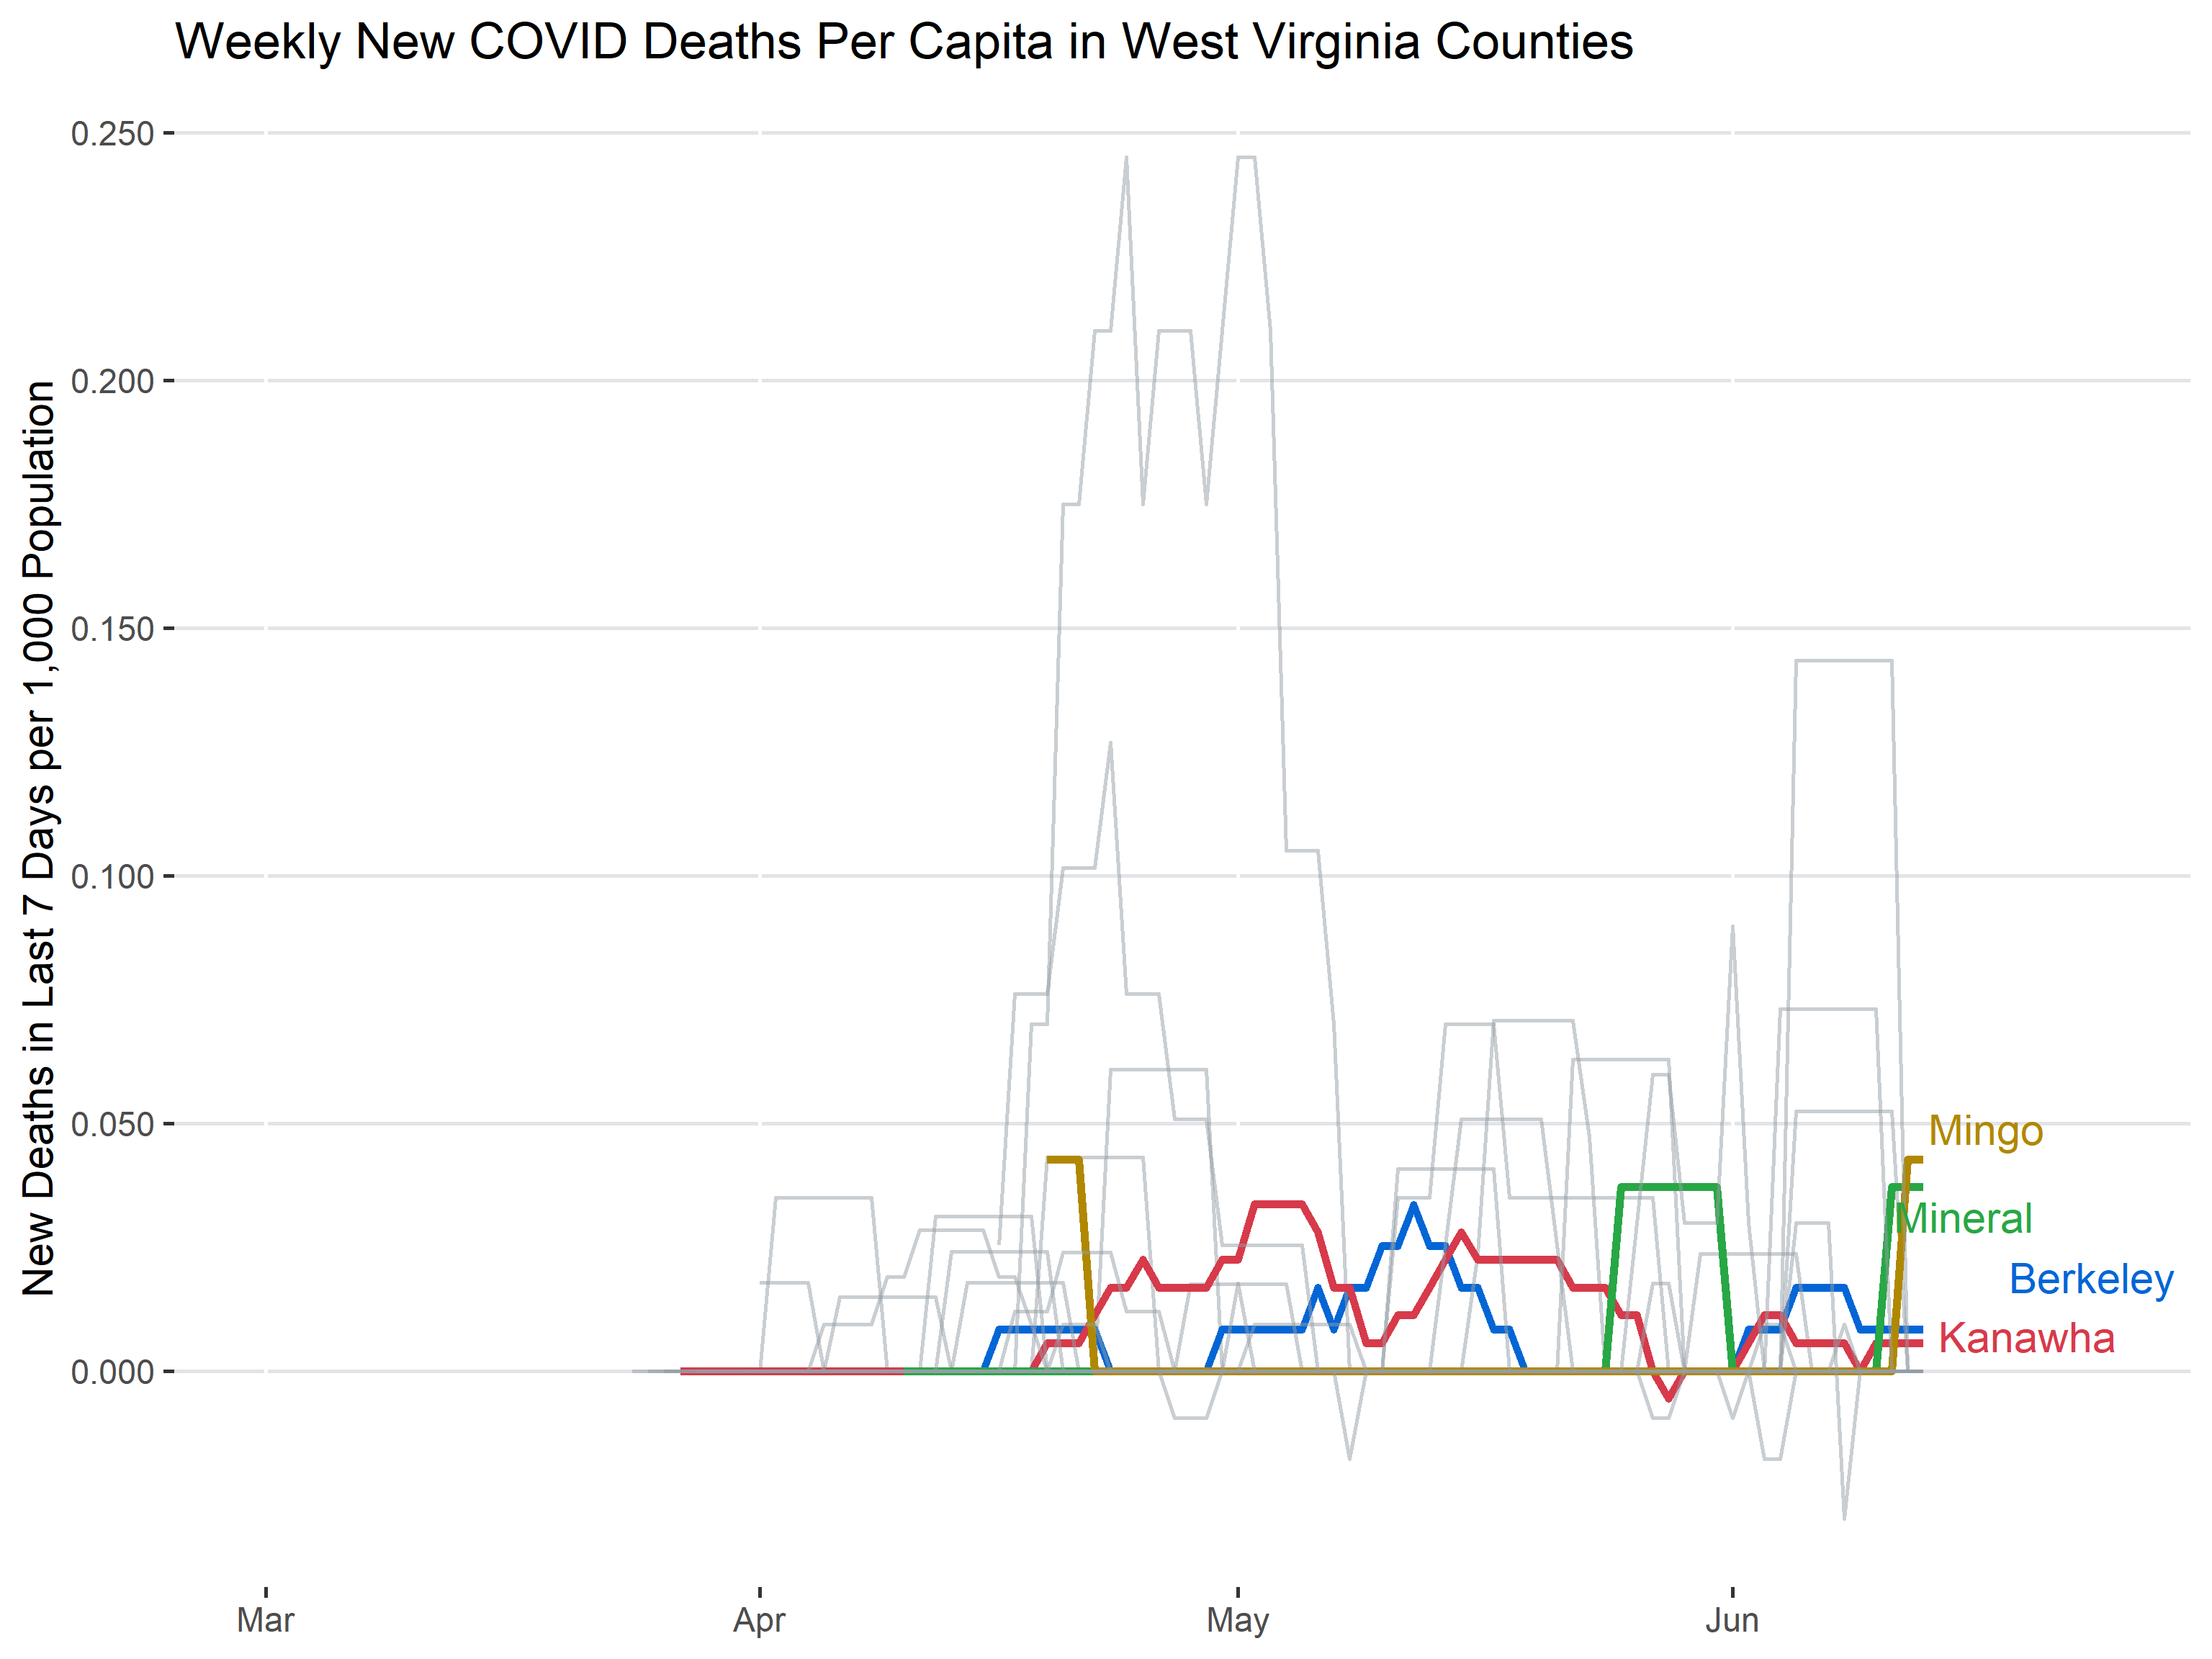 Weekly New COVID Deaths Per Capita in West Virginia Counties
New Deaths in Last 7 Days per 1,000 Population
0.250
0.200
0.150
0.100
0.050
0.000
Mingo
Mineral
Berkeley
Kanawha
Mar
Apr
May
Jun